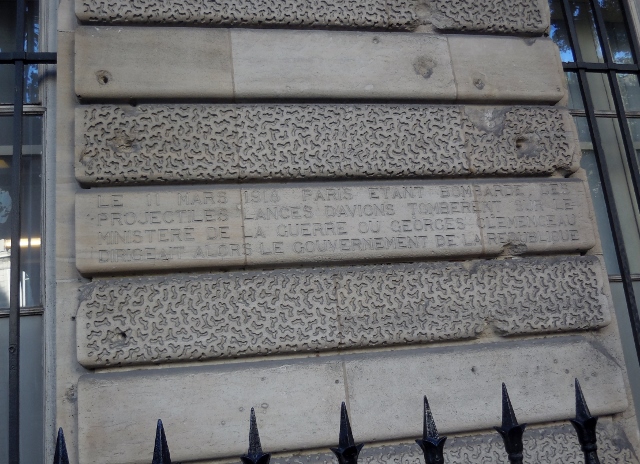 LE 11 MARS 1918 PARIS ETANT BOMBARDE DES
PROJECTILES LANCES D'AVIONS TOMBERENT SUR LE
MINISTERE DE LA GUERRE OU GEORGES CLEMENCEAU
DIRIGEAIT ALORS LE GOUVERNEMENT DE LA REPUBLIQUE